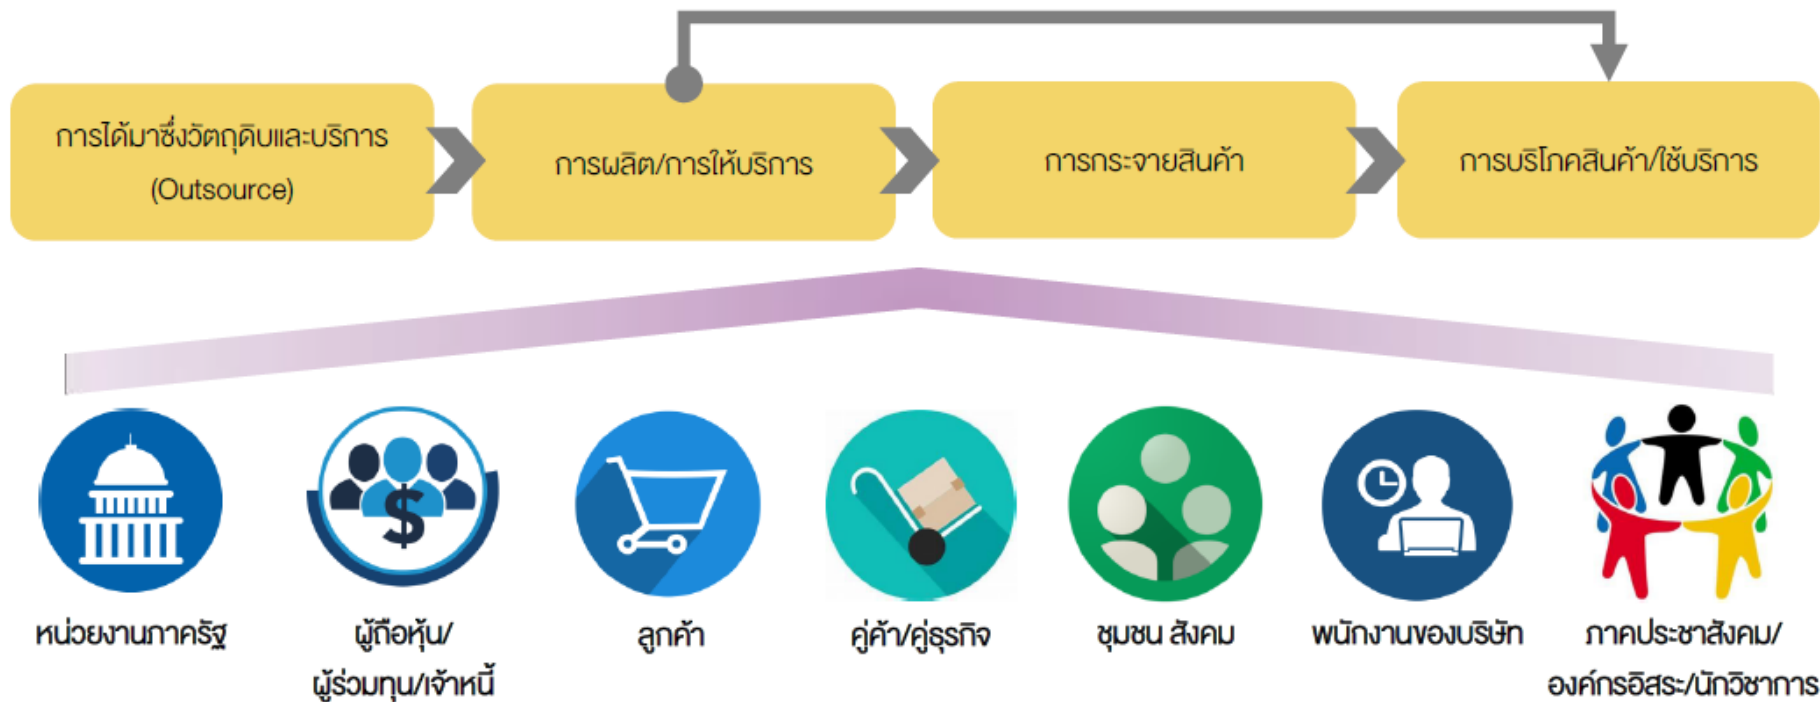 การได้มาซึ่งวัตถุดิบและบริการ
(Outsource)
การผลิต/การให้บริการ
การกระจายสินค้า
การบริโภคสินค้า/ใช้บริการ
หน่วยงานภาครัฐ
ผู้ถือหุ้น/
ผู้ร่วมทุน/เจ้าหนี้
ลูกค้า
คู่ค้า/คู่ธุรกิจ
ชุมชน สังคม
พนักงานของบริษัท
ภาคประชาสังคม/
องค์กรอิสระ/นักวิชาการ
$